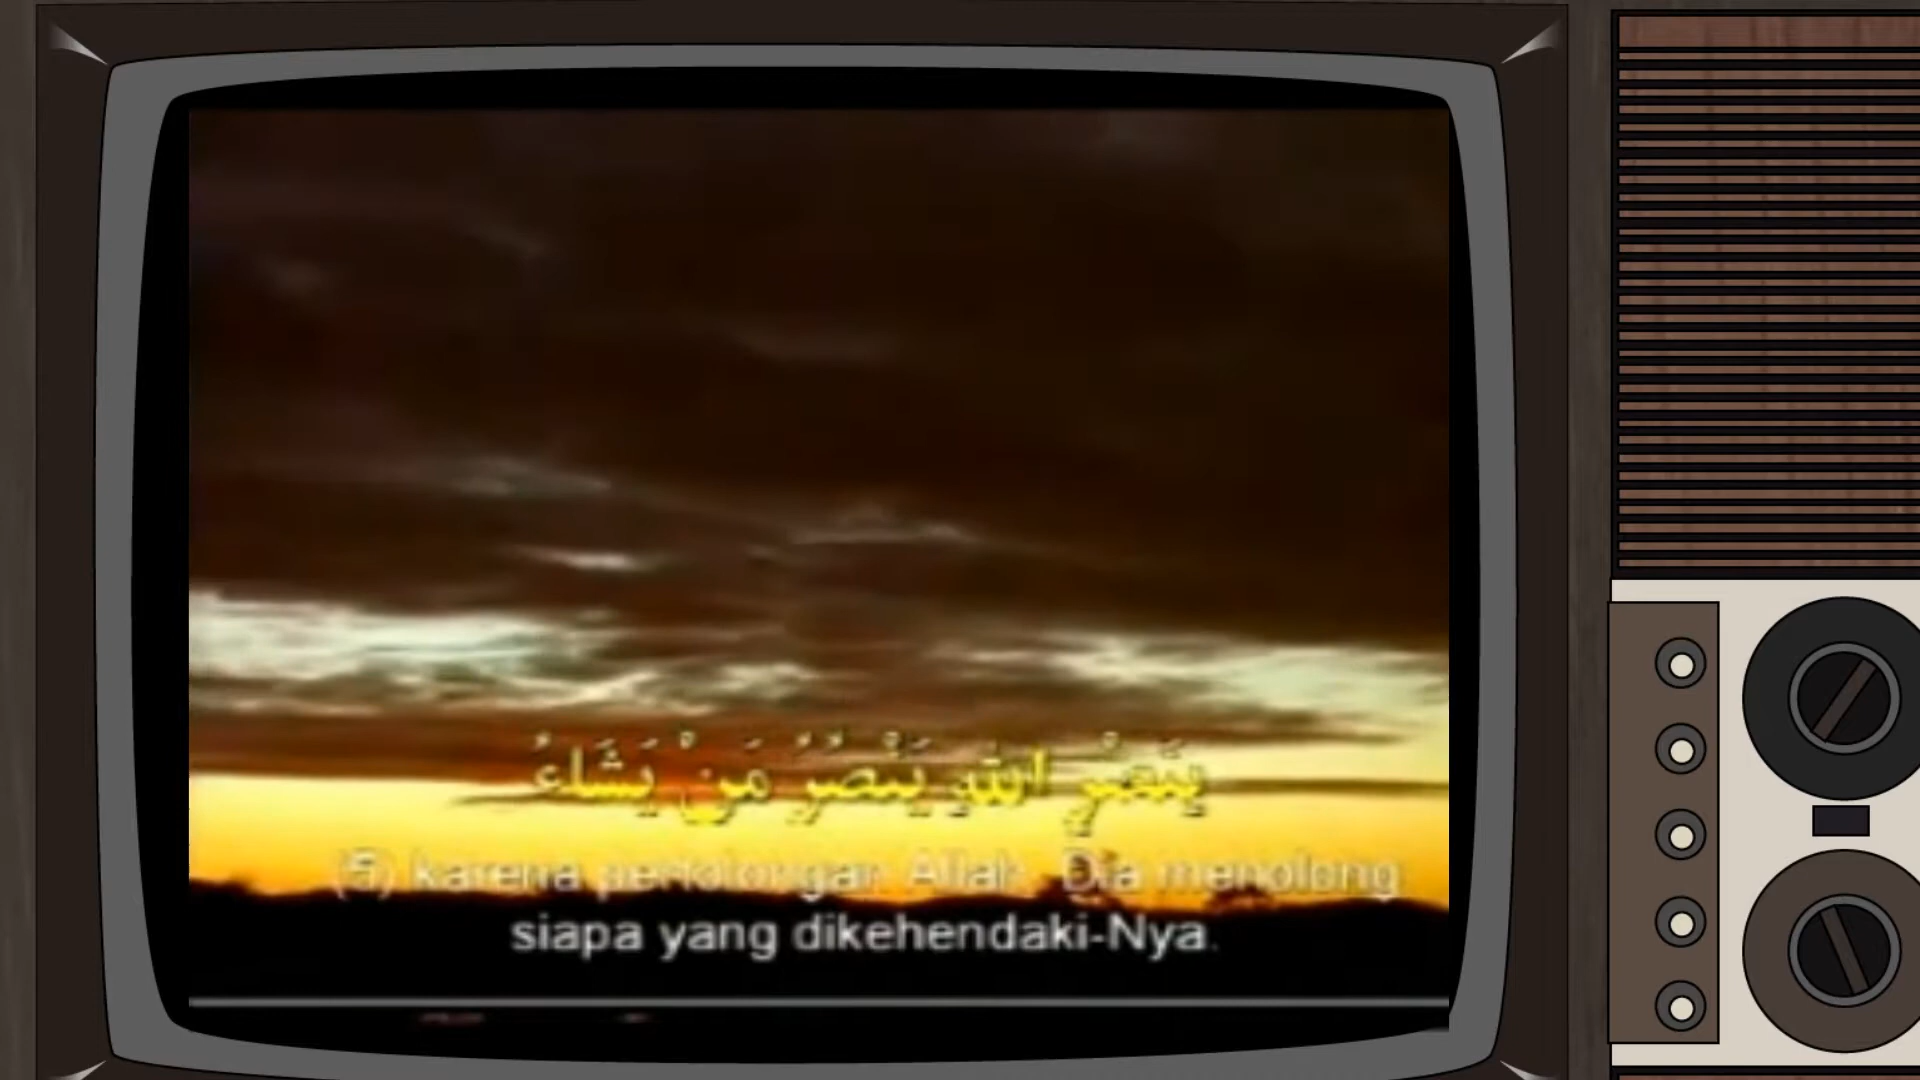 بِنَصْرِ اللَّهِ يَنْصُرُ مَنْ يَشَاءُ
(5) karena pertolongan Allah. Dia menolong
siapa yang dikehendaki-Nya.